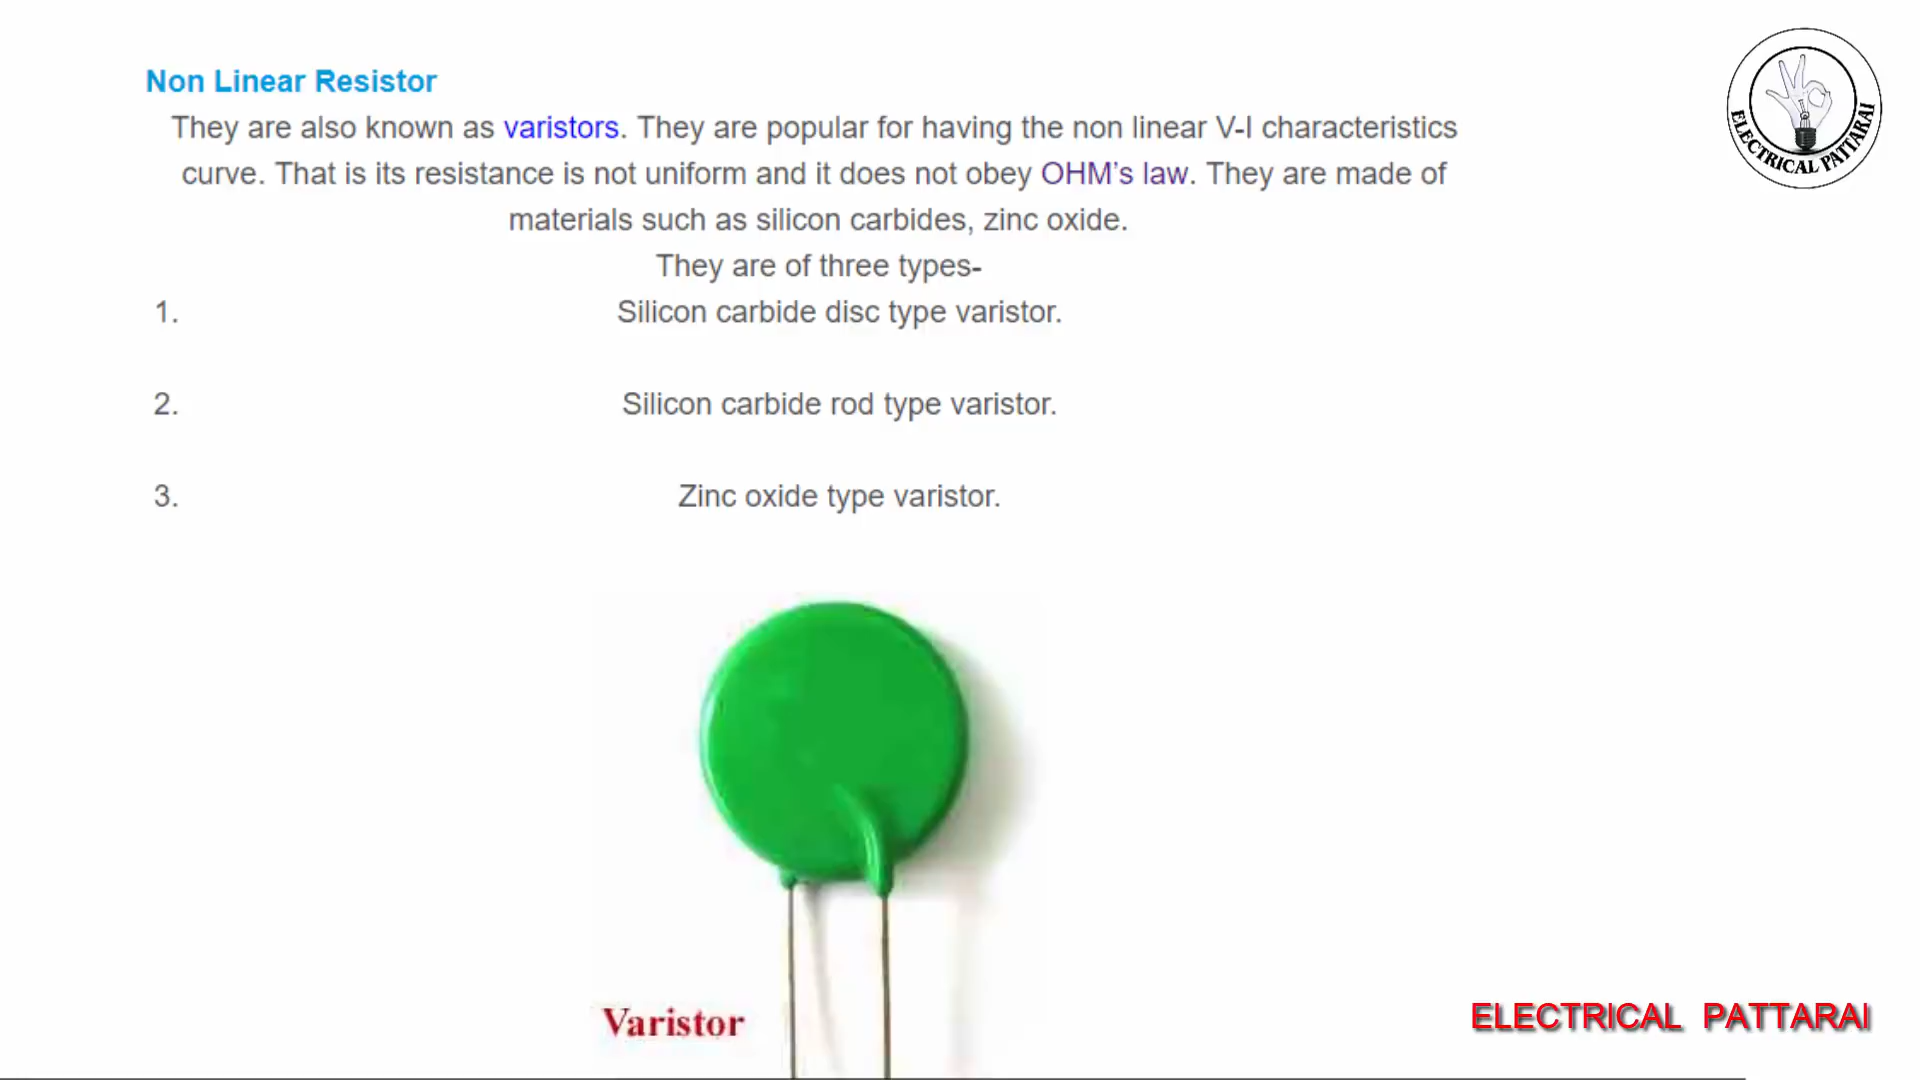 Non Linear Resistor
They are also known as varistors. They are popular for having the non linear V-I characteristics
curve. That is its resistance is not uniform and it does not obey OHM's law. They are made of
materials such as silicon carbides, zinc oxide.
They are of three types-
1. Silicon carbide disc type varistor.
2. Silicon carbide rod type varistor.
3. Zinc oxide type varistor.
Varistor
ELECTRICAL PATTARAI
ELECTRICAL PATTARAI